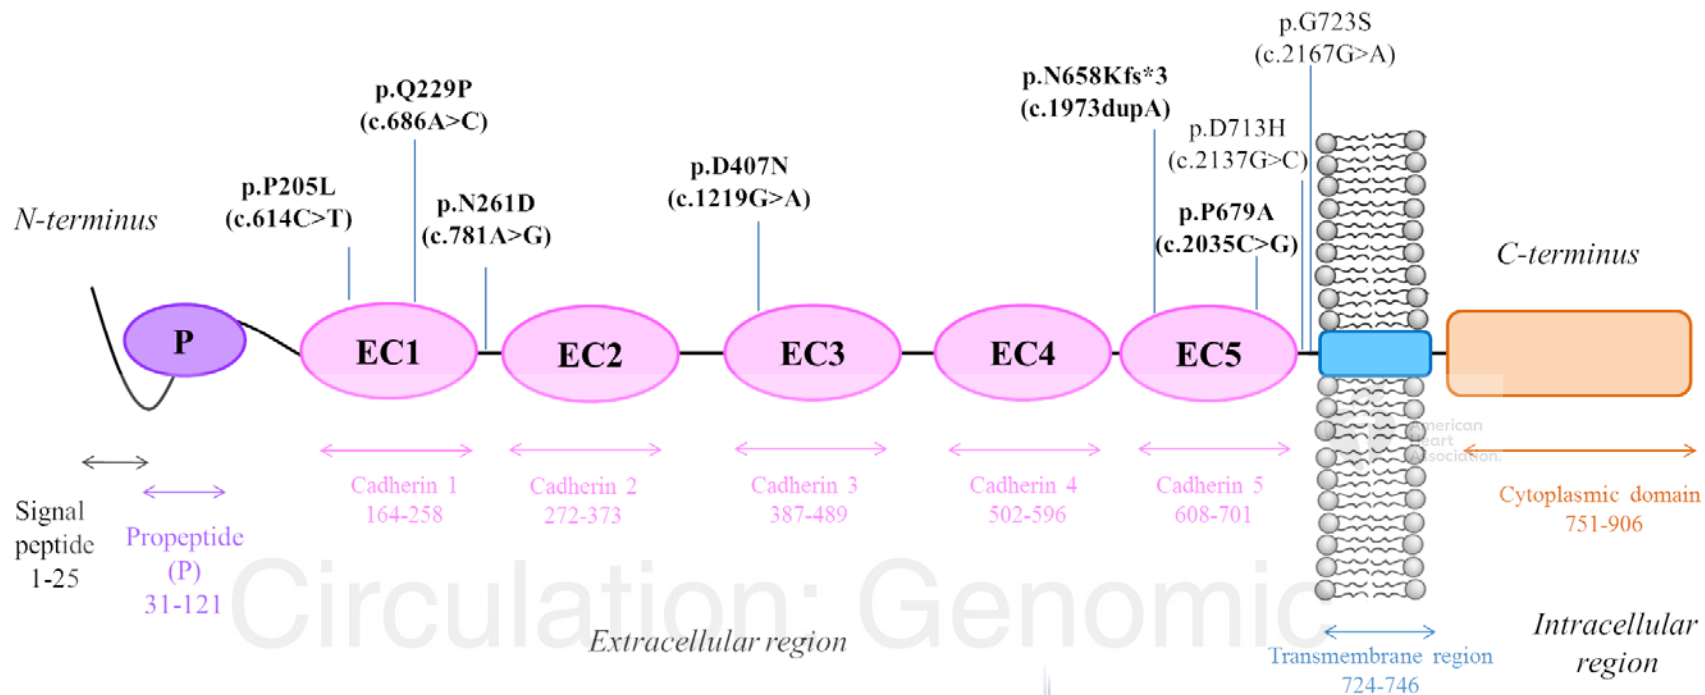 p.G723S
(c.2167G>A)
p.N658Kfs*3
(c.1973dupA)
p.Q229P
(c.686A>C)
p.D713H
(c.2137G>C)
p.D407N
(c.1219G>A)
p.P205L
(c.614C>T)
p.N261D
(c.781A>G)
p.P679A
(c.2035C>G)
N-terminus
C-terminus
P
EC1
EC2
EC3
EC4
EC5
American
Heart
Association.
Signal
peptide
1-25
Propeptide
(P)
31-121
Cadherin 1
164-258
Cadherin 2
272-373
Cadherin 3
387-489
Cadherin 4
502-596
Cadherin 5
608-701
Cytoplasmic domain
751-906
Circulation: Genomic
Extracellular region
Transmembrane region
724-746
Intracellular
region